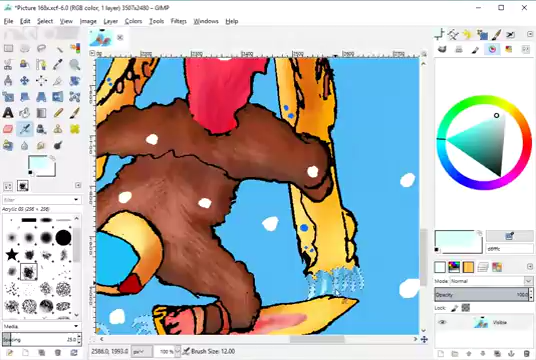 *Picture 168x.xcf-6.0 (RGB color, 1 layer) 3587x2480 – GIMP
File Edit Select View Image Layer Colors Tools Filters Windows Help
Filter
Acrylic 05 (256 × 256)
Media
Spacing 25.0
2588.0, 1993.0 px 100 % Brush Size: 12.00
Mode: Normal
Opacity 100.0
Lock:
Visible